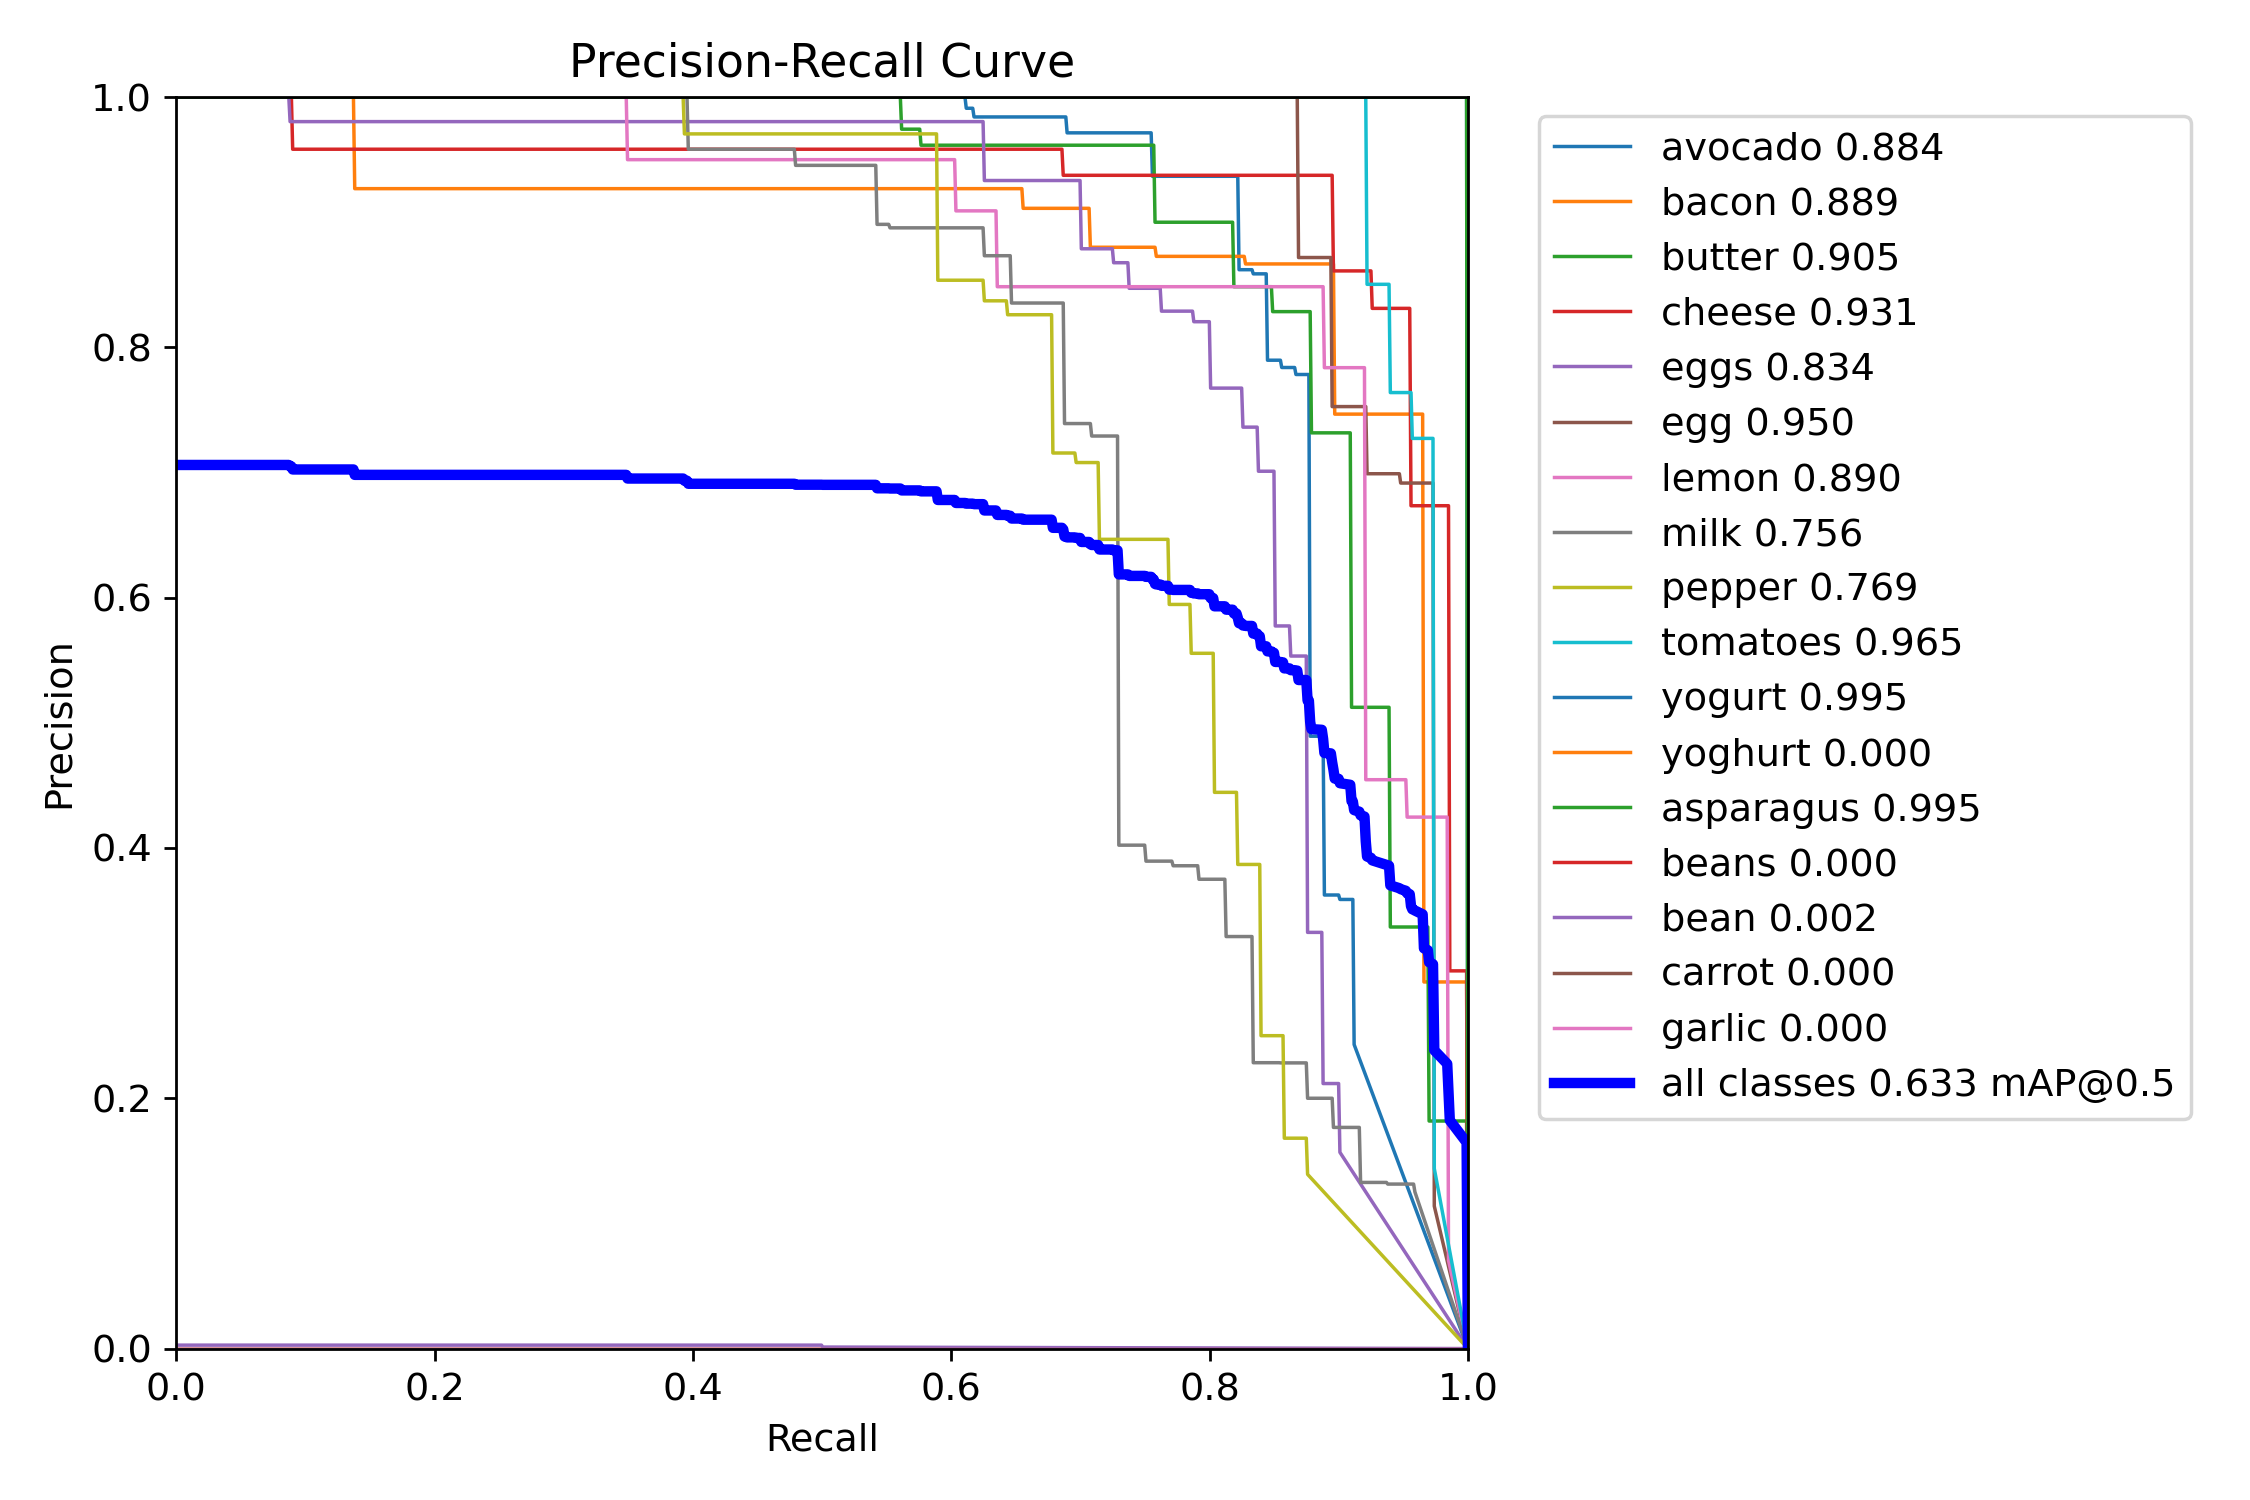 Precision-Recall Curve
1.0
0.8
0.6
0.4
0.2
0.0
Precision
0.0 0.2 0.4 0.6 0.8 1.0
Recall
avocado 0.884
bacon 0.889
butter 0.905
cheese 0.931
eggs 0.834
egg 0.950
lemon 0.890
milk 0.756
pepper 0.769
tomatoes 0.965
yogurt 0.995
yoghurt 0.000
asparagus 0.995
beans 0.000
bean 0.002
carrot 0.000
garlic 0.000
all classes 0.633 mAP@0.5